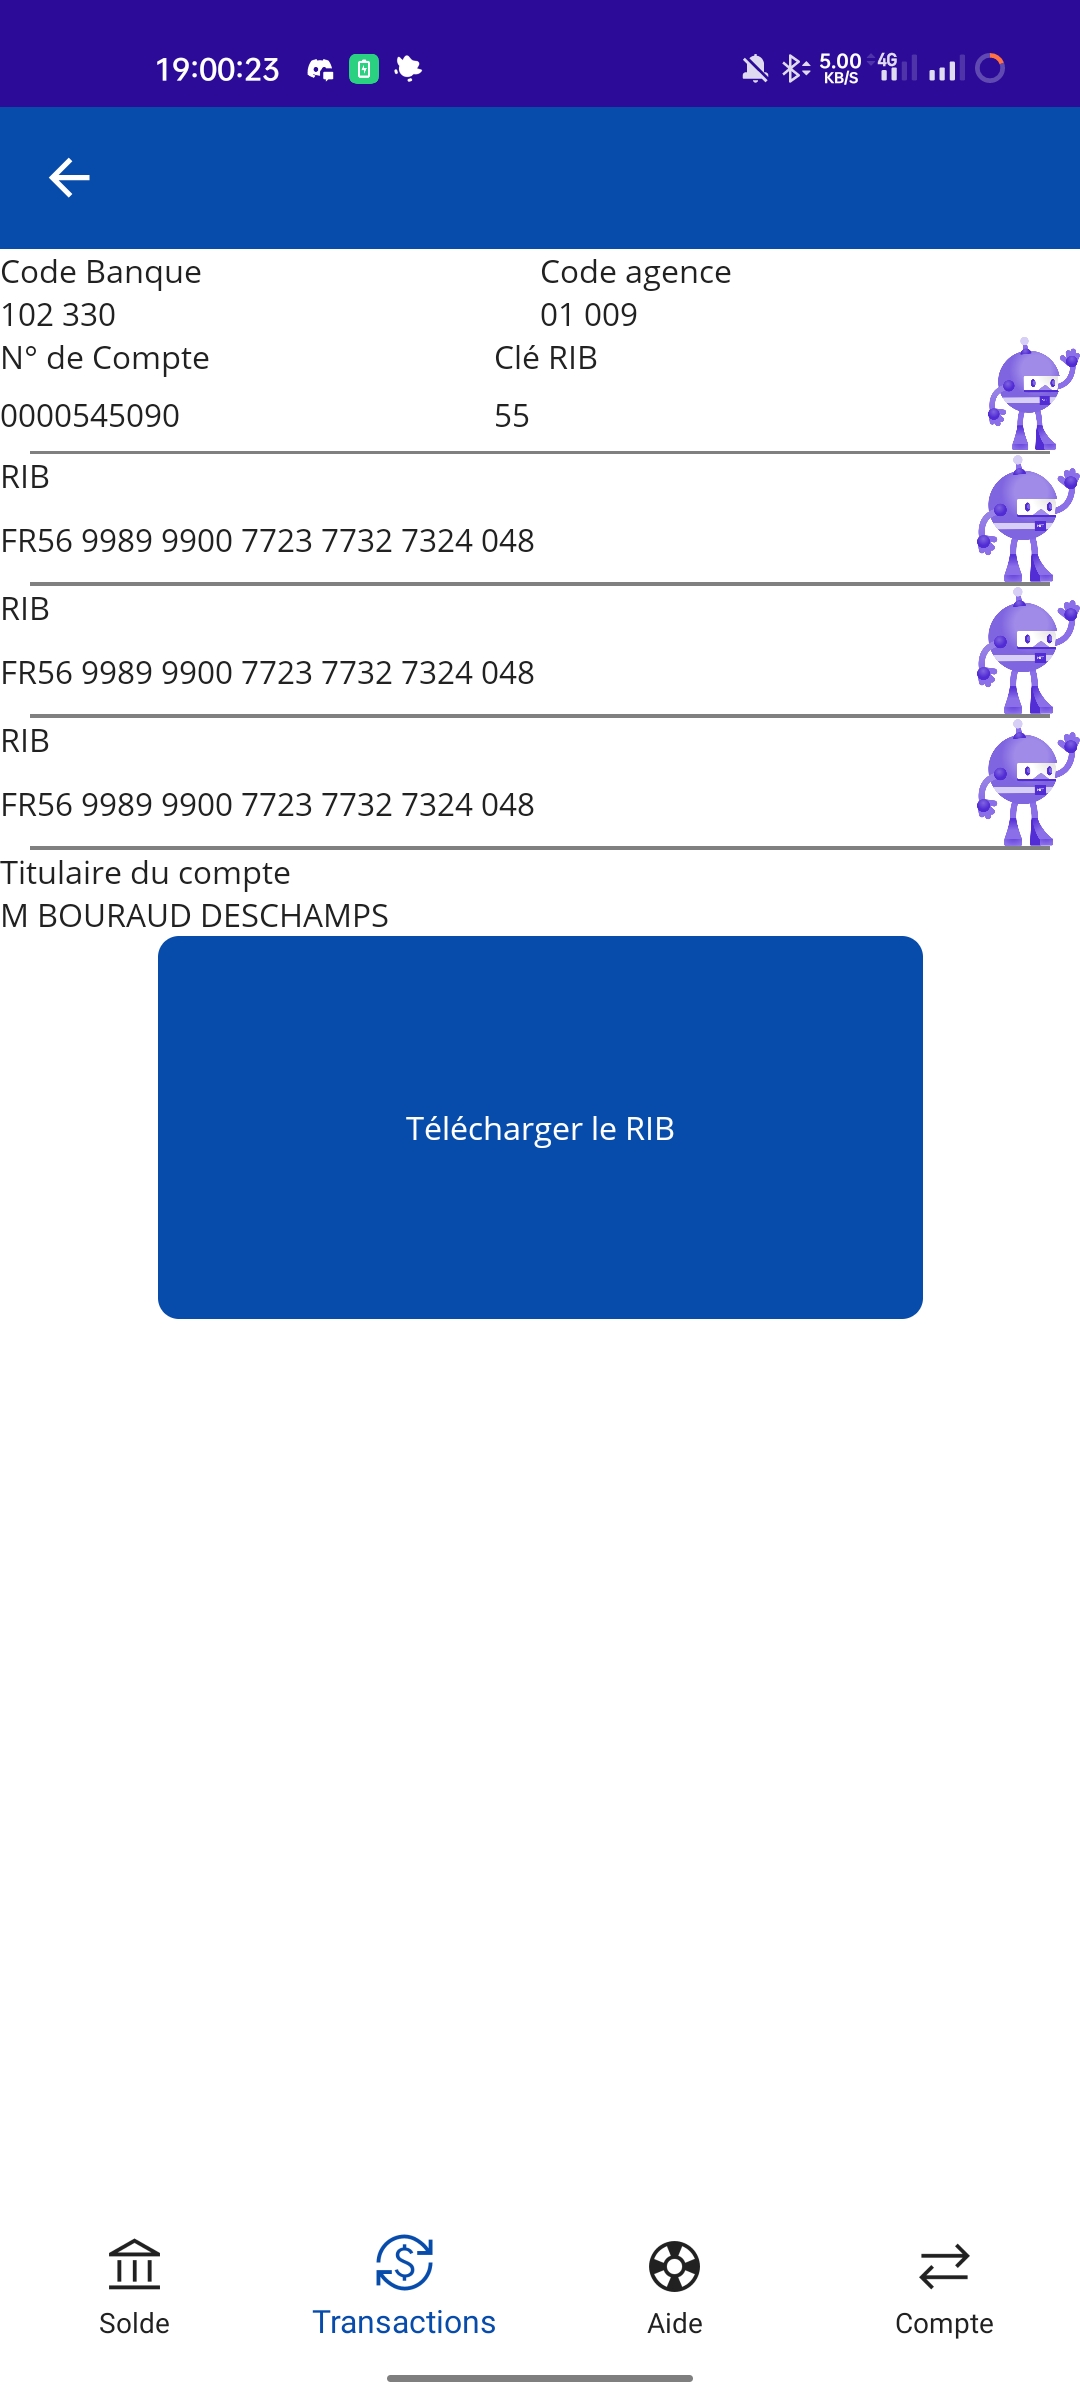 19:00:23 5.00 KB/S 4G
Code Banque Code agence
102 330 01 009
N° de Compte Clé RIB
0000545090 55
RIB
FR56 9989 9900 7723 7732 7324 048
RIB
FR56 9989 9900 7723 7732 7324 048
RIB
FR56 9989 9900 7723 7732 7324 048
Titulaire du compte
M BOURAUD DESCHAMPS
Télécharger le RIB
Solde Transactions Aide Compte